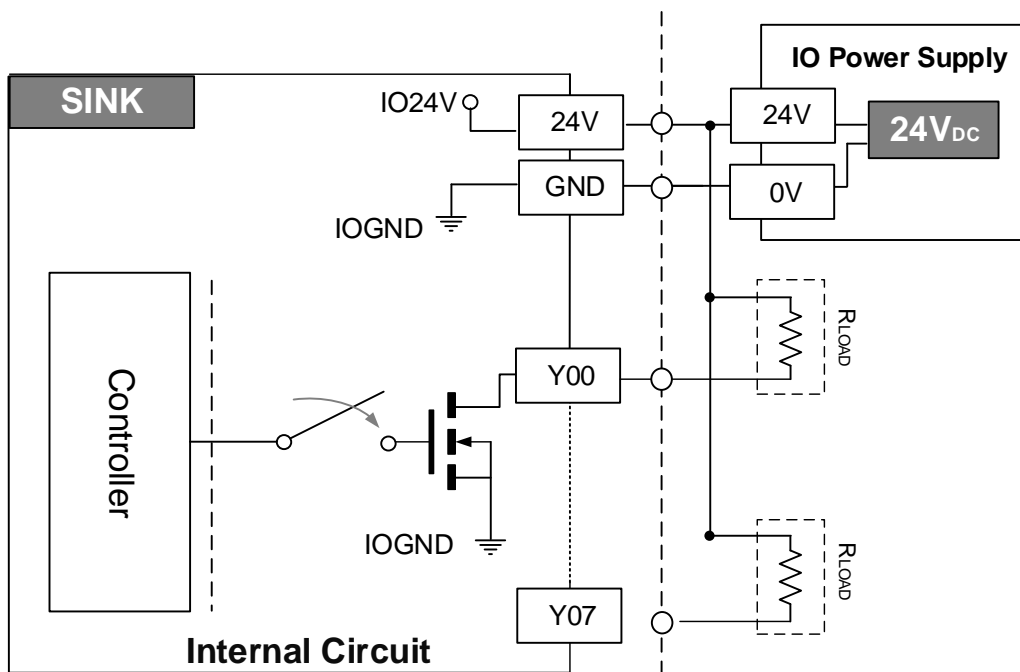 IO Power Supply
SINK
IO24V
24V
24V
24VDC
GND
0V
IOGND
RLOAD
Controller
Y00
IOGND
RLOAD
Y07
Internal Circuit